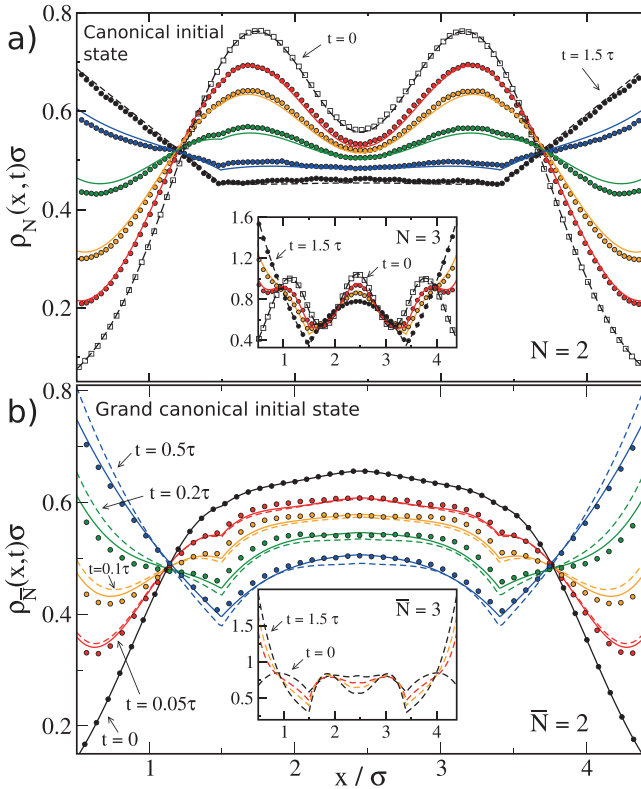 a)
Canonical initial
state
t=0
t=1.5 τ
0.8
0.6
0.4
0.2
ρN(x,t)σ
1.6
1.2
0.8
0.4
t=1.5 τ
N=3
t=0
1 2 3 4
N=2
b)
Grand canonical initial state
0.8
0.6
0.4
0.2
ρN̅(x,t)σ
t=0.5τ
t=0.2τ
t=0.1τ
t=0.05τ
t=0
N̅=3
1.5
1
0.5
t=1.5 τ
t=0
1 2 3 4
N̅=2
1 2 3 4
x / σ